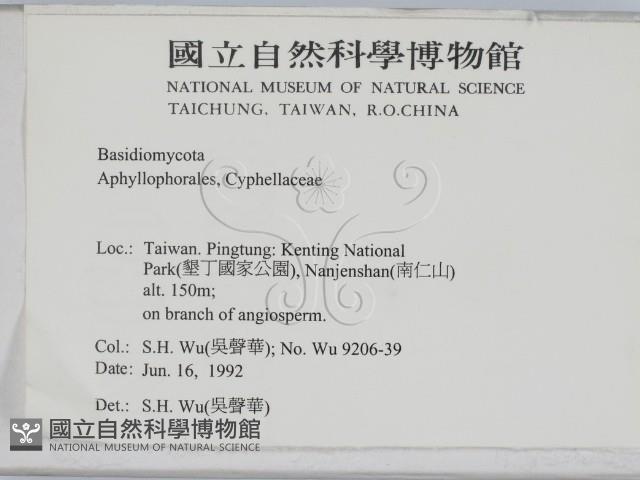 國立自然科學博物館
NATIONAL MUSEUM OF NATURAL SCIENCE
TAICHUNG, TAIWAN, R.O.CHINA
Basidiomycota
Aphyllophorales, Cyphellaceae
Loc.: Taiwan. Pingtung: Kenting National
Park(墾丁國家公園), Nanjenshan(南仁山)
alt. 150m;
on branch of angiosperm.
Col.: S.H. Wu(吳聲華); No. Wu 9206-39
Date: Jun. 16, 1992
Det.: S.H. Wu(吳聲華)
國立自然科學博物館
NATIONAL MUSEUM OF NATURAL SCIENCE